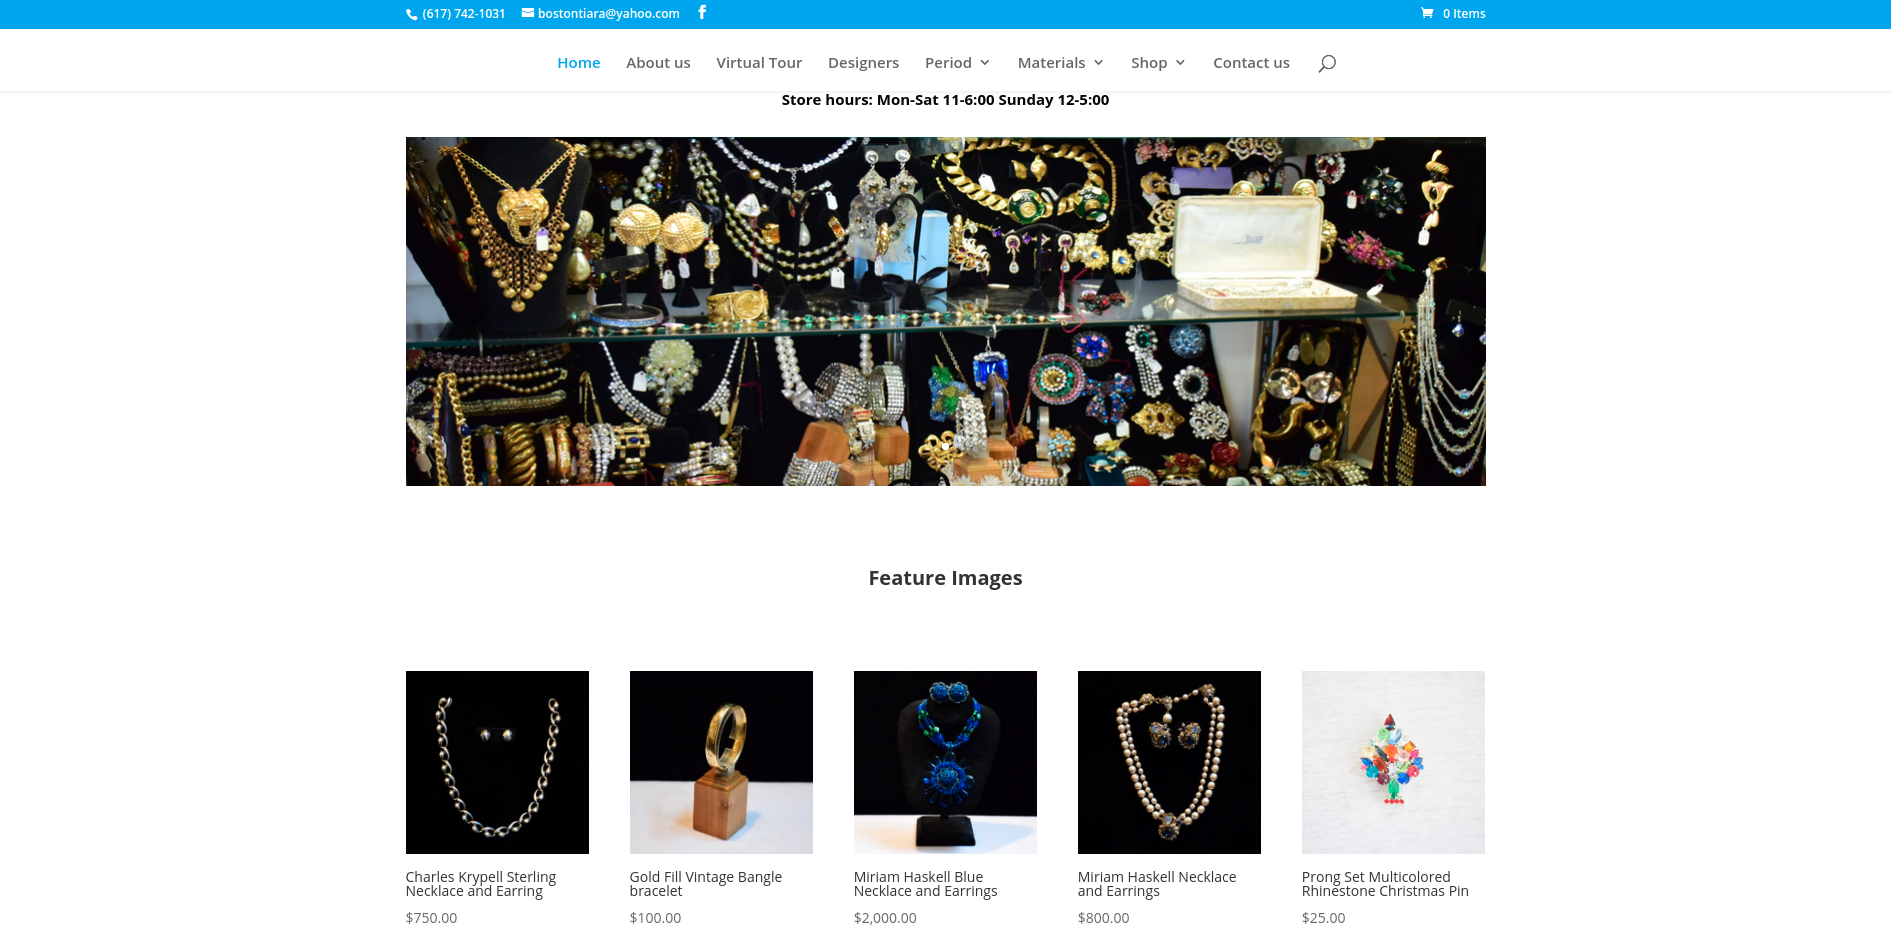 (617) 742-1031 bostontiara@yahoo.com 0 Items
Home About us Virtual Tour Designers Period Materials Shop Contact us
Store hours: Mon-Sat 11-6:00 Sunday 12-5:00
Feature Images
Charles Krypell Sterling
Necklace and Earring
$750.00
Gold Fill Vintage Bangle
bracelet
$100.00
Miriam Haskell Blue
Necklace and Earrings
$2,000.00
Miriam Haskell Necklace
and Earrings
$800.00
Prong Set Multicolored
Rhinestone Christmas Pin
$25.00